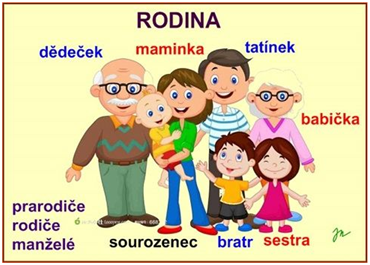 RODINA
dědeček
maminka
tatínek
babička
prarodiče
rodiče
manželé
sourozenec
bratr
sestra